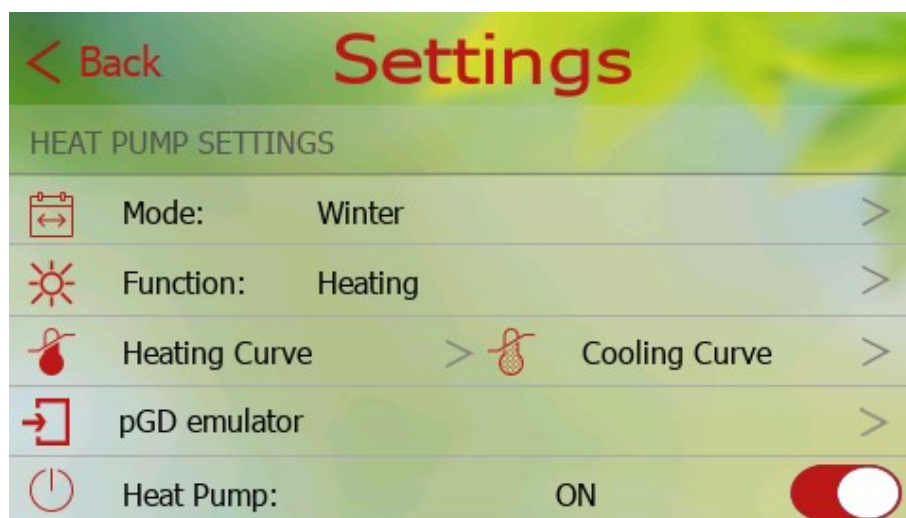 < Back Settings
HEAT PUMP SETTINGS
Mode: Winter >
Function: Heating >
Heating Curve > Cooling Curve >
pGD emulator >
Heat Pump: ON